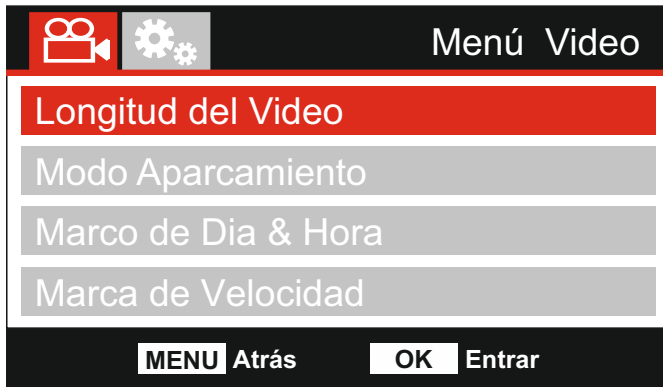 Menú Video
Longitud del Video
Modo Aparcamiento
Marco de Dia & Hora
Marca de Velocidad
MENU Atrás OK Entrar